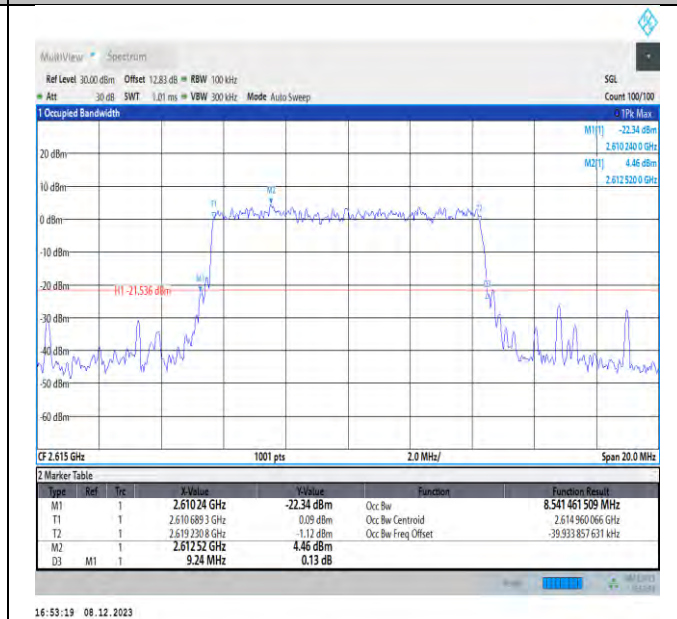 MultiView Spectrum
Ref Level 30.00 dBm Offset 12.83 dB RBW 100 kHz SGL
Att 30 dB SWT 1.01 ms VBW 300 kHz Mode Auto Sweep Count 100/100
1 Occupied Bandwidth 1Pk Max
M1[1] -22.34 dBm
2.610 240 0 GHz
M2[1] 4.46 dBm
2.612 520 0 GHz
20 dBm
10 dBm
M2
T1
0 dBm
-10 dBm
-20 dBm
M1
H1 -21.536 dBm
-30 dBm
-40 dBm
-50 dBm
-60 dBm
CF 2.615 GHz 1001 pts 2.0 MHz/ Span 20.0 MHz
2 Marker Table
Type Ref Trc X-Value Y-Value Function Function Result
M1 1 2.610 24 GHz -22.34 dBm Occ Bw 8.541 461 509 MHz
T1 1 2.610 689 3 GHz 0.09 dBm Occ Bw Centroid 2.614 960 066 GHz
T2 1 2.619 230 8 GHz -1.12 dBm Occ Bw Freq Offset -39.933 857 631 kHz
M2 1 2.612 52 GHz 4.46 dBm
D3 M1 1 9.24 MHz 0.13 dB
16:53:19 08.12.2023